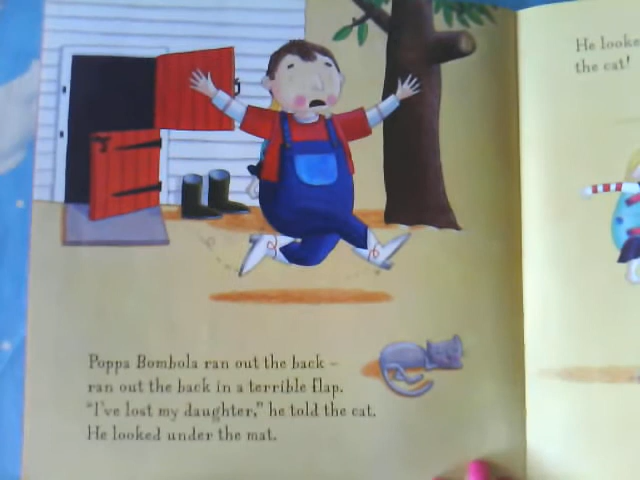 Poppa Bombola ran out the back –
ran out the back in a terrible flap.
“I've lost my daughter,” he told the cat.
He looked under the mat.
He looke
the cat!